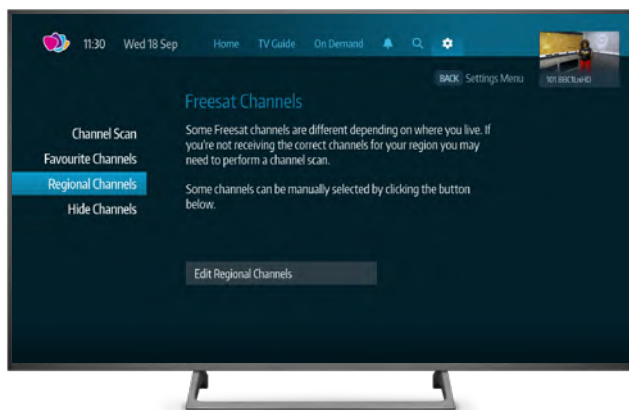 11:30 Wed 18 Sep Home TV Guide On Demand
BACK Settings Menu
101 BBC1LnHD
Freesat Channels
Channel Scan
Favourite Channels
Regional Channels
Hide Channels
Some Freesat channels are different depending on where you live. If
you're not receiving the correct channels for your region you may
need to perform a channel scan.
Some channels can be manually selected by clicking the button
below.
Edit Regional Channels